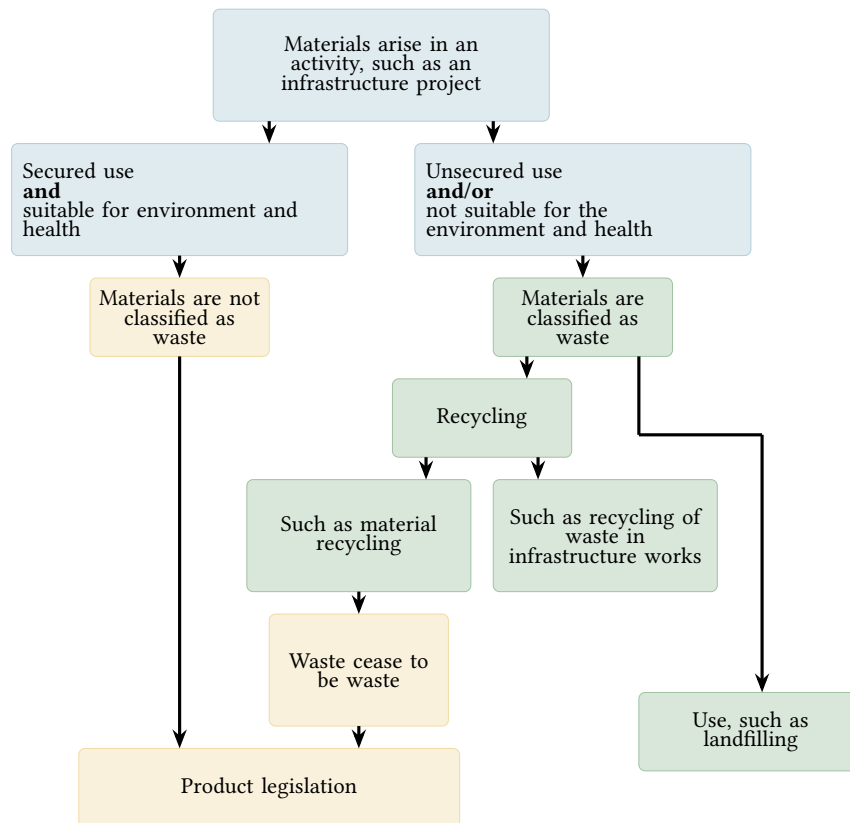 Materials arise in an
activity, such as an
infrastructure project
Secured use
and
suitable for environment and
health
Unsecured use
and/or
not suitable for the
environment and health
Materials are not
classified as
waste
Materials are
classified as
waste
Recycling
Such as material
recycling
Such as recycling of
waste in
infrastructure works
Waste cease to
be waste
Use, such as
landfilling
Product legislation